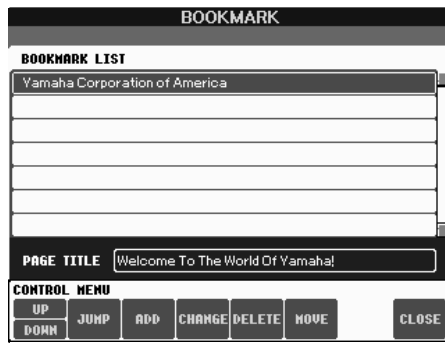 BOOKMARK
BOOKMARK LIST
Yamaha Corporation of America
PAGE TITLE Welcome To The World Of Yamaha!
CONTROL MENU
UP
DOWN
JUMP ADD CHANGE DELETE MOVE CLOSE